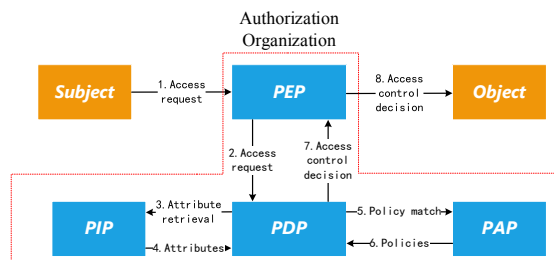 Authorization
Organization
Subject
1. Access
request
PEP
8. Access
control
decision
Object
2. Access
request
7. Access
control
decision
PIP
3. Attribute
retrieval
4. Attributes
PDP
5. Policy match
6. Policies
PAP